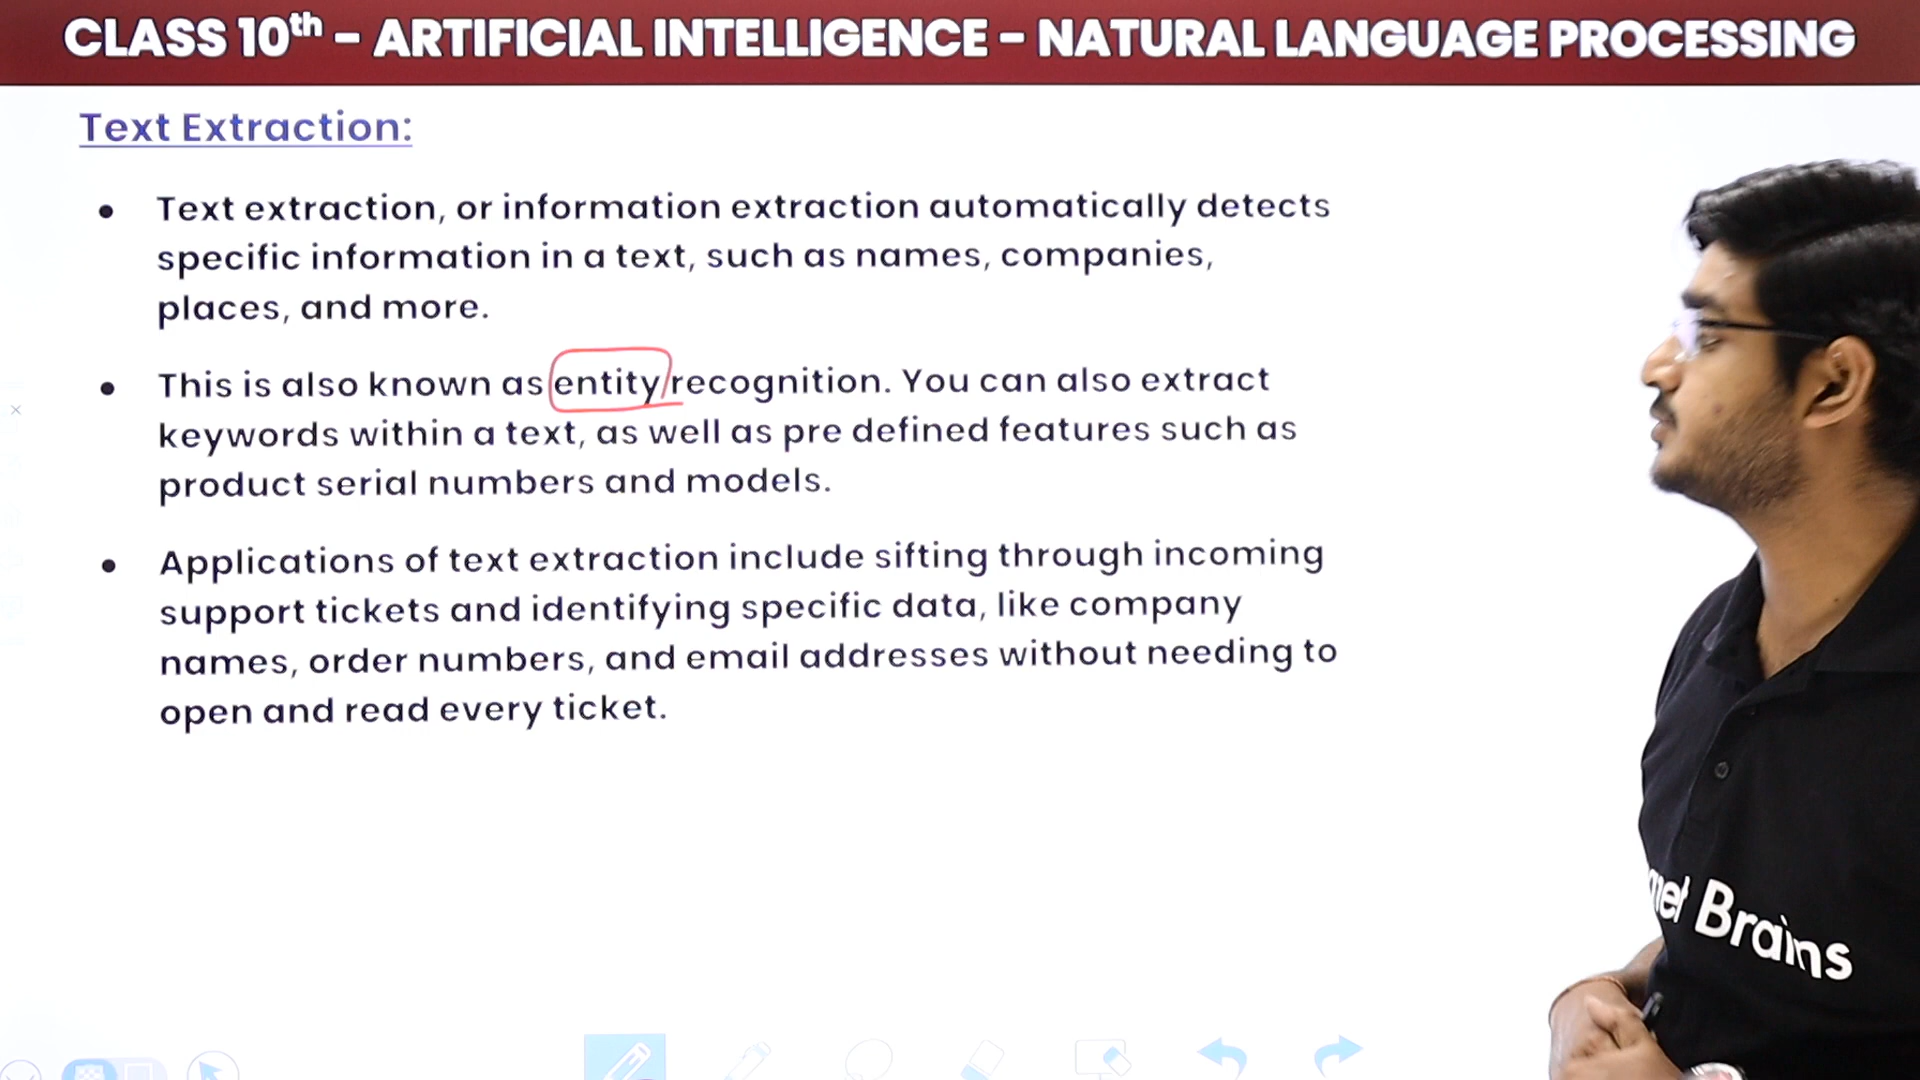 CLASS 10th – ARTIFICIAL INTELLIGENCE – NATURAL LANGUAGE PROCESSING
Text Extraction:
• Text extraction, or information extraction automatically detects
specific information in a text, such as names, companies,
places, and more.
• This is also known as entity recognition. You can also extract
keywords within a text, as well as pre defined features such as
product serial numbers and models.
• Applications of text extraction include sifting through incoming
support tickets and identifying specific data, like company
names, order numbers, and email addresses without needing to
open and read every ticket.
Brains